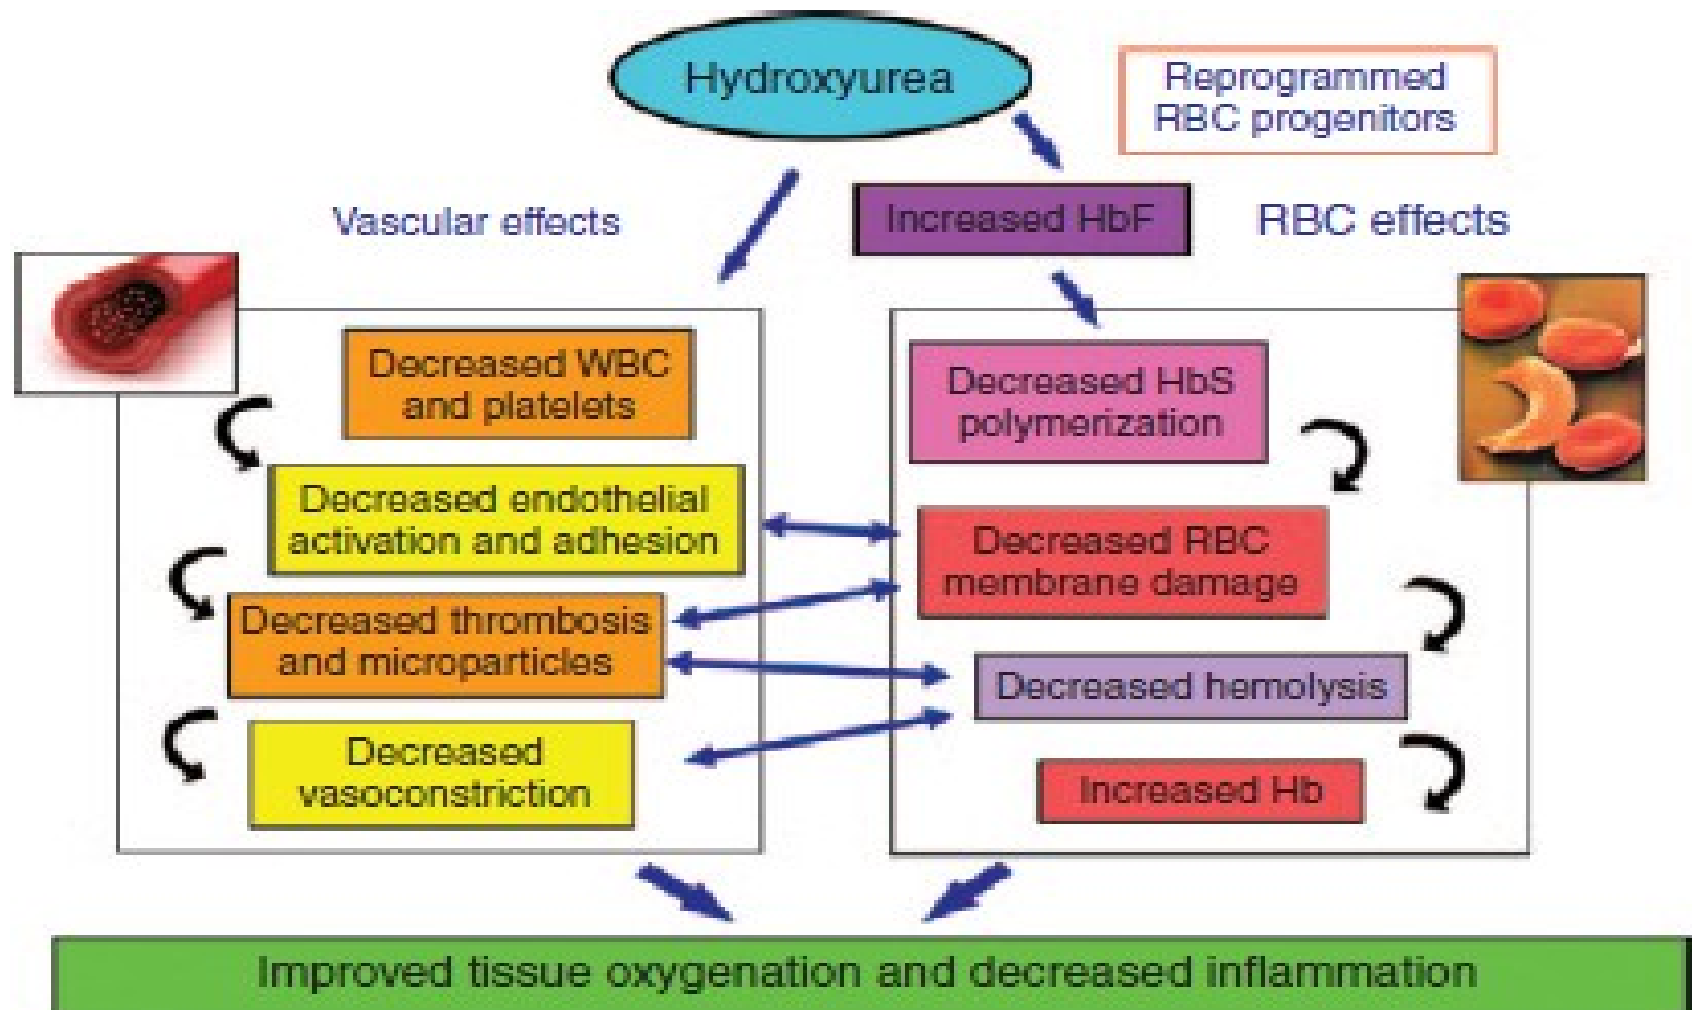 Hydroxyurea
Reprogrammed
RBC progenitors
Vascular effects
Increased HbF
RBC effects
Decreased WBC
and platelets
Decreased endothelial
activation and adhesion
Decreased thrombosis
and microparticles
Decreased
vasoconstriction
Decreased HbS
polymerization
Decreased RBC
membrane damage
Decreased hemolysis
Increased Hb
Improved tissue oxygenation and decreased inflammation